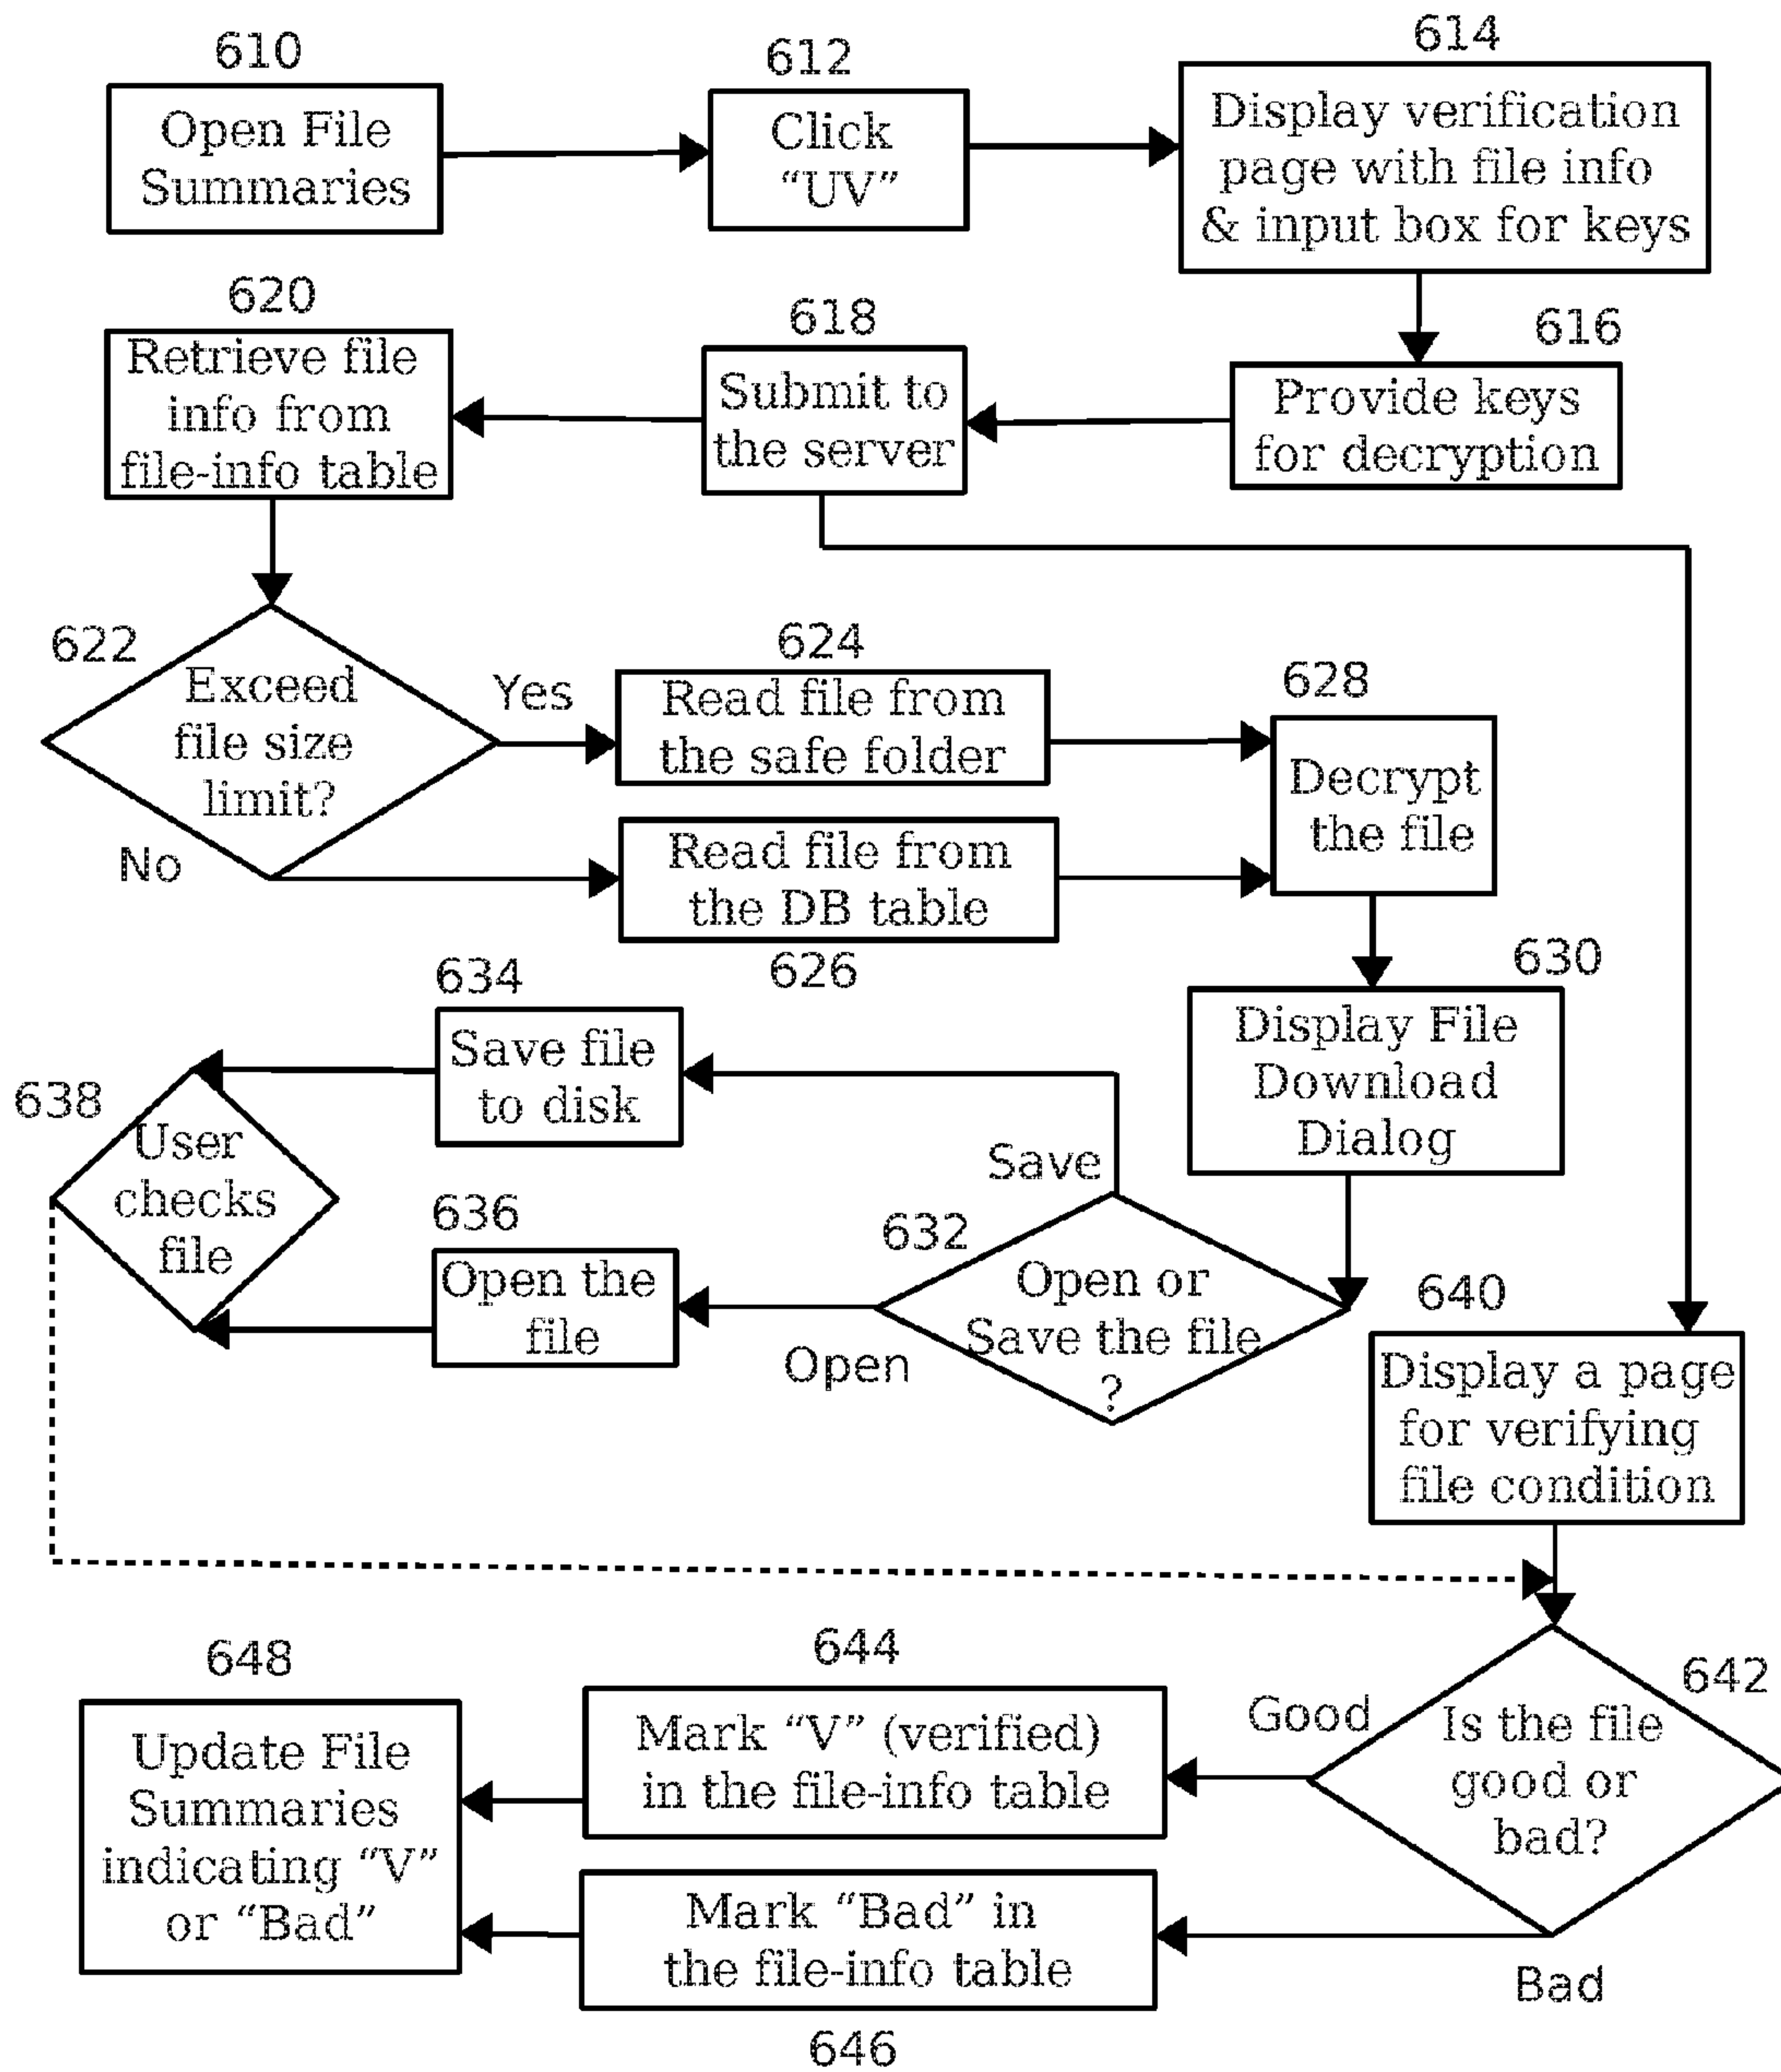 610
Open File
Summaries
612
Click
“UV”
614
Display verification
page with file info
& input box for keys
620
Retrieve file
info from
file-info table
618
Submit to
the server
616
Provide keys
for decryption
622
Exceed
file size
limit?
Yes
No
624
Read file from
the safe folder
Read file from
the DB table
626
628
Decrypt
the file
630
Display File
Download
Dialog
634
Save file
to disk
638
User
checks
file
636
Open the
file
Save
632
Open or
Save the file
?
Open
640
Display a page
for verifying
file condition
648
Update File
Summaries
indicating “V”
or “Bad”
644
Mark “V” (verified)
in the file-info table
Good
642
Is the file
good or
bad?
Mark “Bad” in
the file-info table
646
Bad